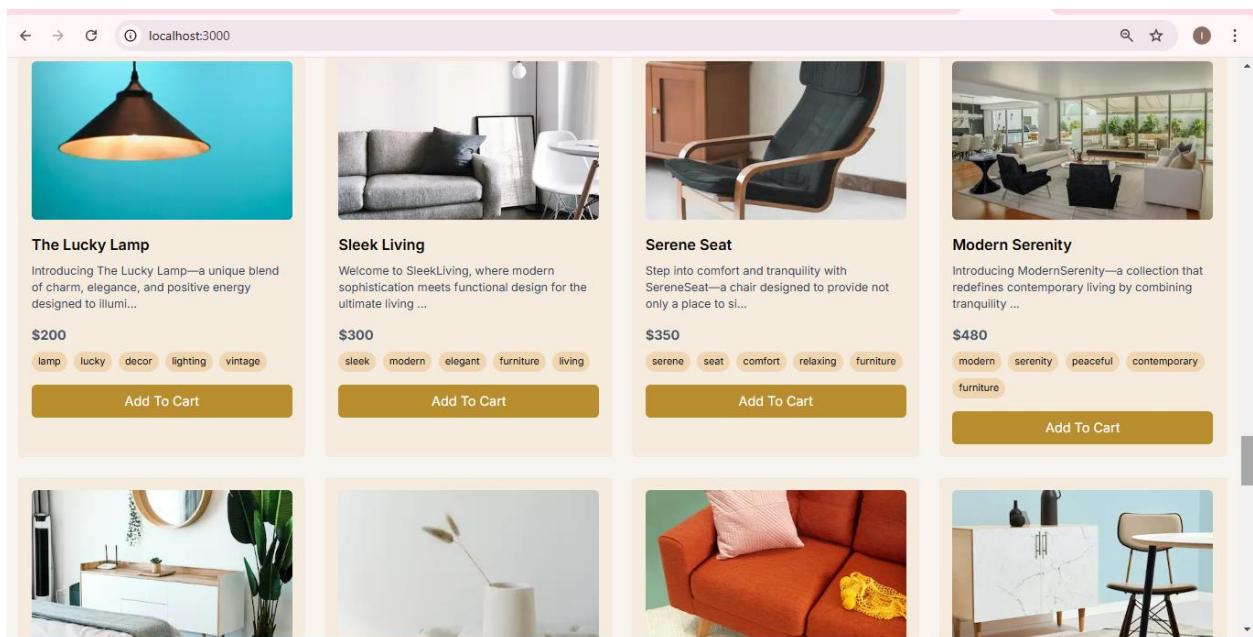 localhost:3000
I
The Lucky Lamp
Introducing The Lucky Lamp—a unique blend
of charm, elegance, and positive energy
designed to illumi...
$200
lamp lucky decor lighting vintage
Add To Cart
Sleek Living
Welcome to SleekLiving, where modern
sophistication meets functional design for the
ultimate living ...
$300
sleek modern elegant furniture living
Add To Cart
Serene Seat
Step into comfort and tranquility with
SereneSeat—a chair designed to provide not
only a place to si...
$350
serene seat comfort relaxing furniture
Add To Cart
Modern Serenity
Introducing ModernSerenity—a collection that
redefines contemporary living by combining
tranquility ...
$480
modern serenity peaceful contemporary
furniture
Add To Cart